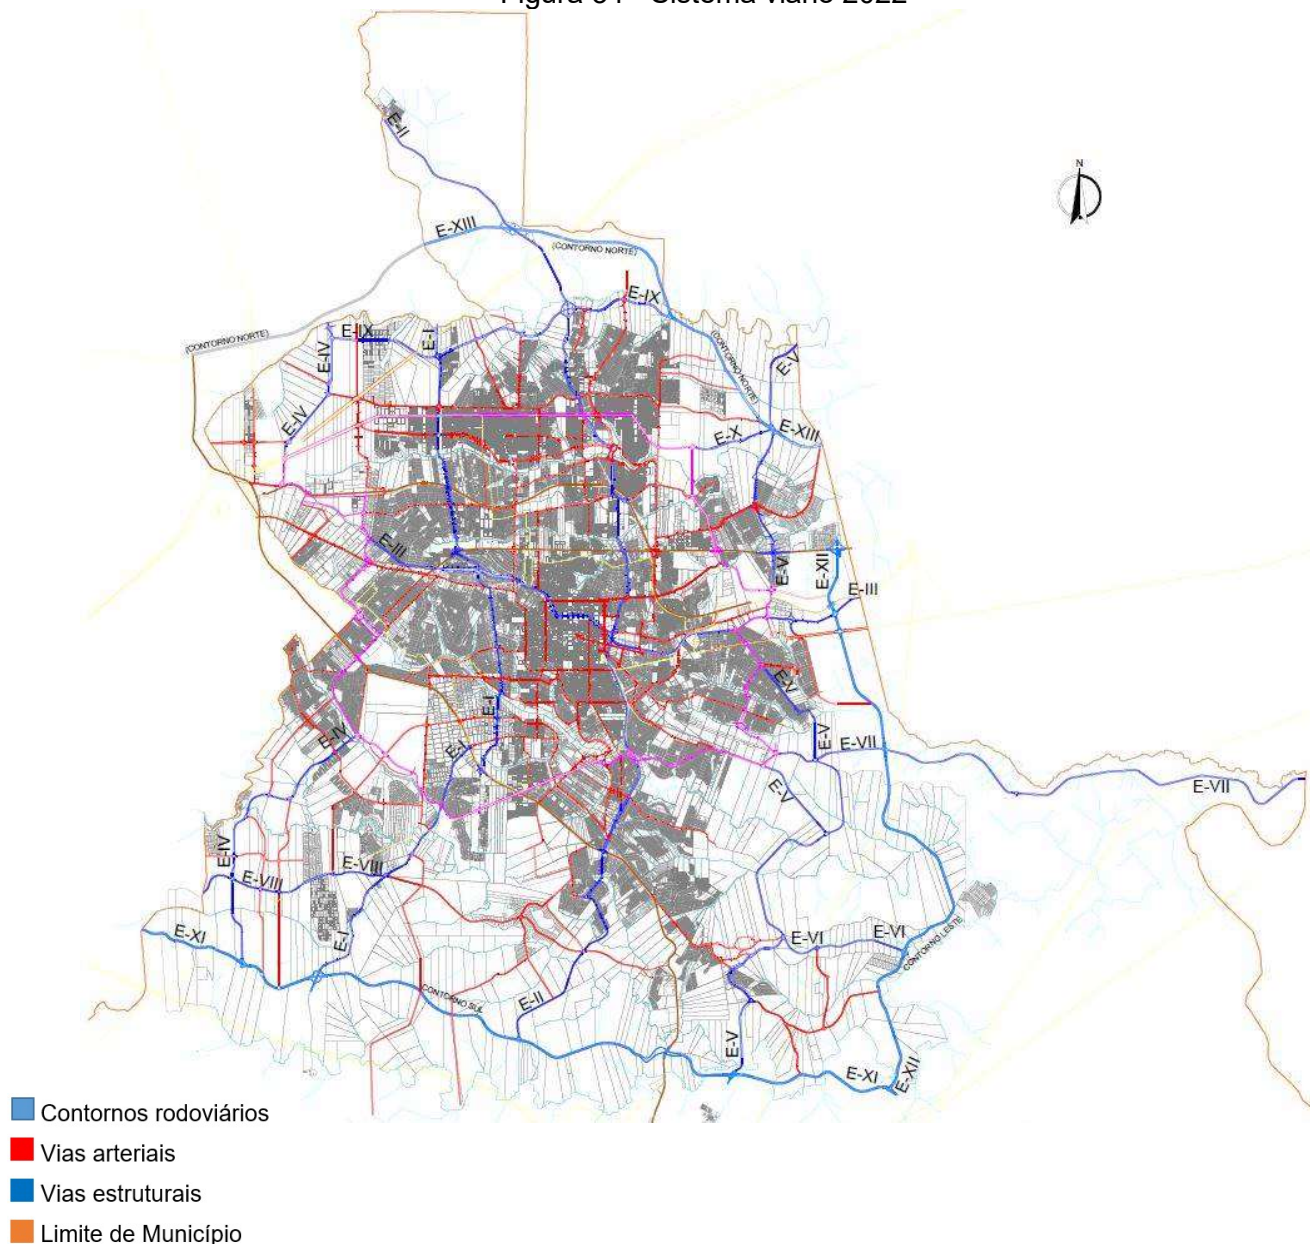 Figura 34 - Sistema viário 2022
N
E-II
E-XIII
(CONTORNO NORTE)
E-IX
(CONTORNO NORTE)
E-IX
E-I
E-IV
(CONTORNO NORTE)
E-V
E-IV
E-X
E-XIII
E-III
E-V
E-XII
E-III
E-I
E-V
E-IV
E-I
E-V
E-VII
E-VII
E-V
E-IV
E-VIII
E-VIII
E-XI
E-I
E-VI
E-VI
CONTORNO LESTE
CONTORNO SUL
E-II
E-V
E-XI
E-XII
Contornos rodoviários
Vias arteriais
Vias estruturais
Limite de Município